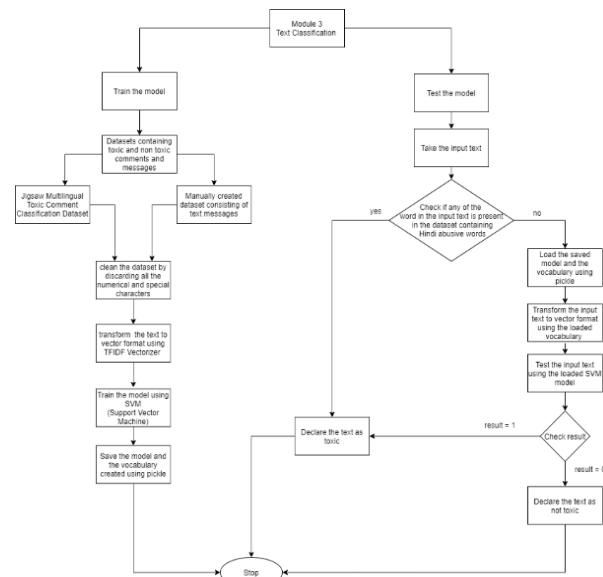 Module 3
Text Classification
Train the model
Test the model
Datasets containing
toxic and non toxic
comments and
messages
Take the input text
Jigsaw Multilingual
Toxic Comment
Classification Dataset
Manually created
dataset consisting of
text messages
yes
Check if any of the
word in the input text is present
in the dataset containing
Hindi abusive words
no
clean the dataset by
discarding all the
numerical and special
characters
Load the saved
model and the
vocabulary using
pickle
transform the text to
vector format using
TFIDF Vectorizer
Transform the input
text to vector format
using the loaded
vocabulary
Test the input text
using the loaded SVM
model
Train the model using
SVM
(Support Vector
Machine)
Declare the text as
toxic
result = 1
Check result
Save the model and
the vocabulary
created using pickle
result = 0
Declare the text as
not toxic
Stop